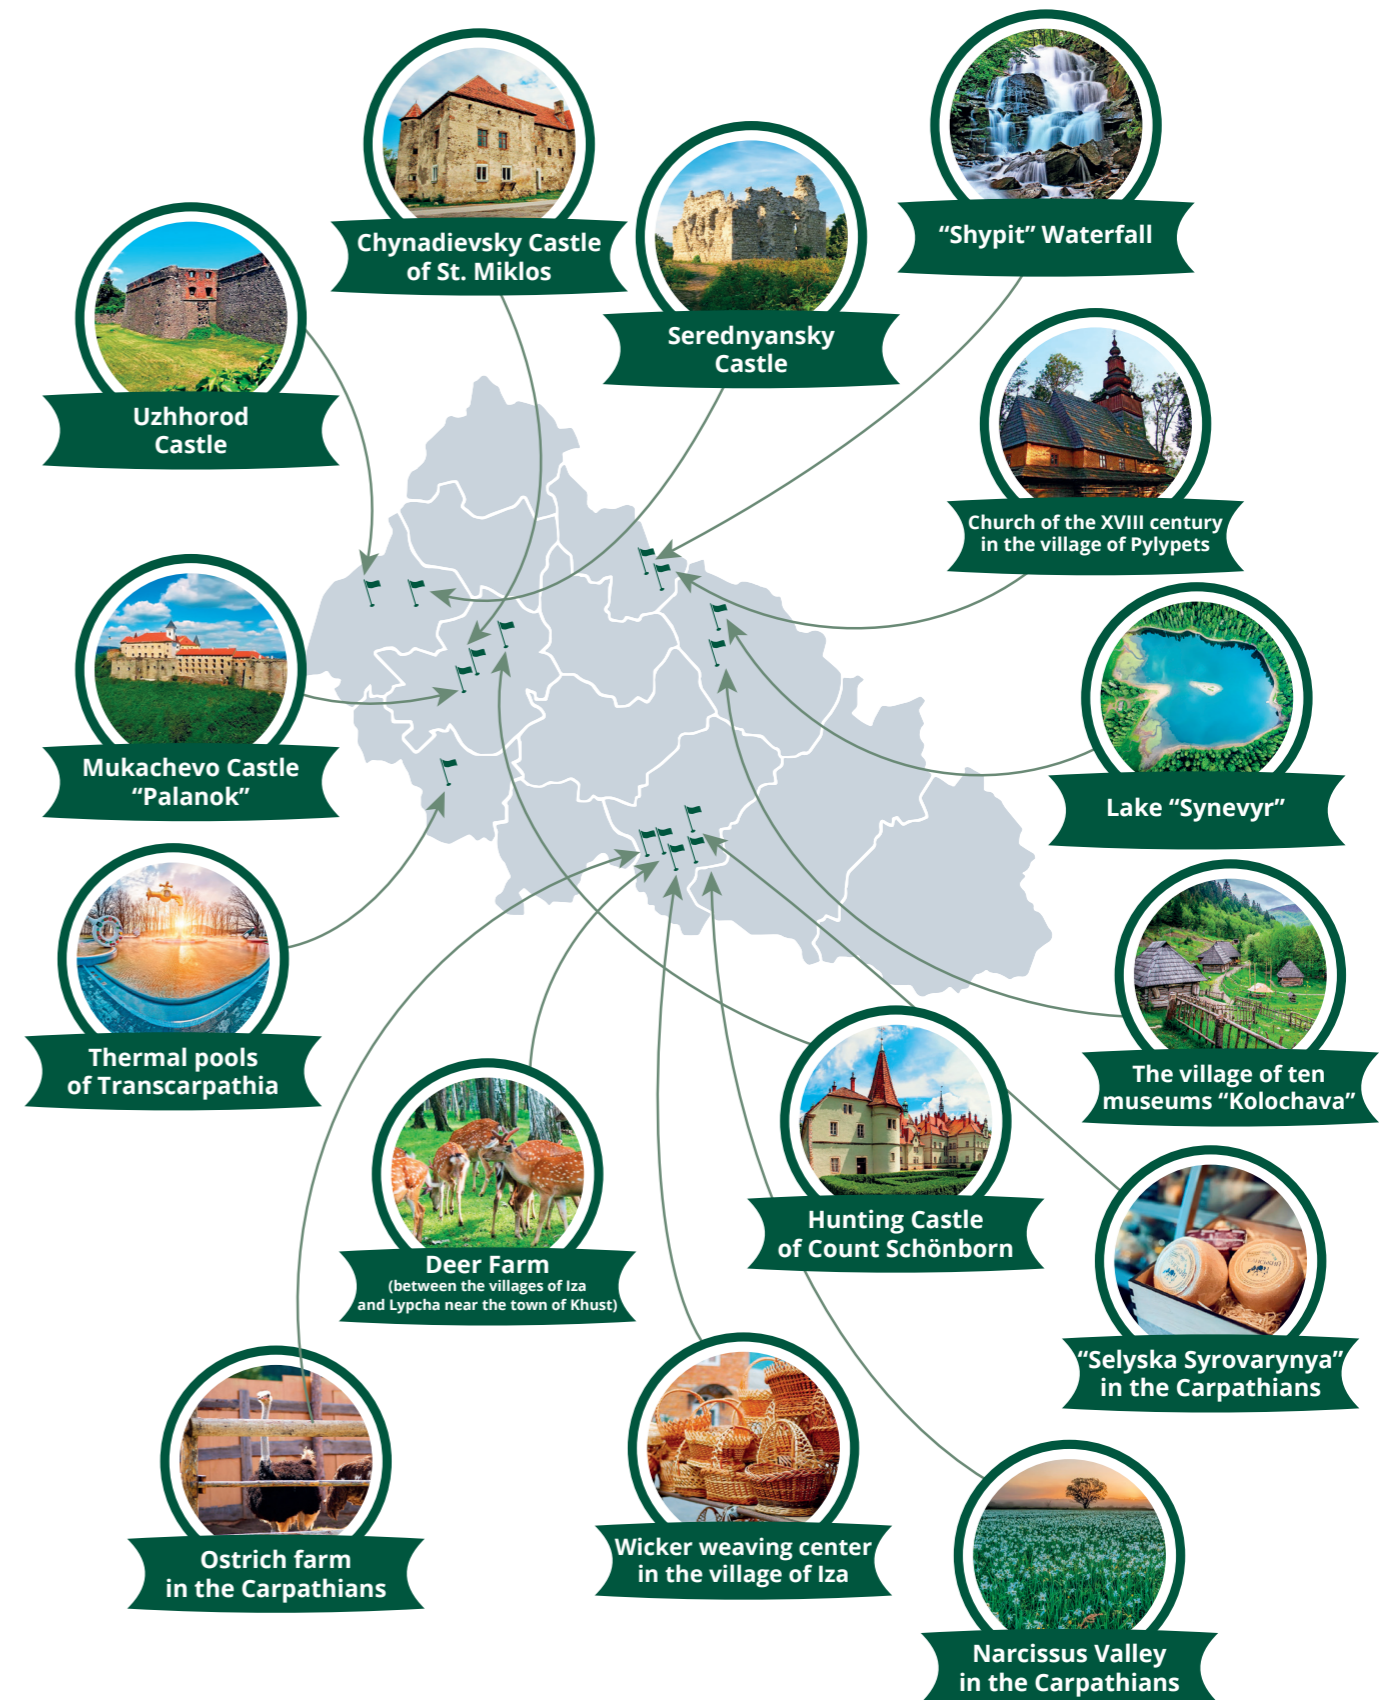 Chynadievsky Castle
of St. Miklos
“Shypit” Waterfall
Serednyansky
Castle
Uzhhorod
Castle
Church of the XVIII century
in the village of Pylypets
Mukachevo Castle
“Palanok”
Lake “Synevyr”
Thermal pools
of Transcarpathia
The village of ten
museums “Kolochava”
Hunting Castle
of Count Schönborn
Deer Farm
(between the villages of Iza
and Lypcha near the town of Khust)
“Selyska Syrovarynya”
in the Carpathians
Ostrich farm
in the Carpathians
Wicker weaving center
in the village of Iza
Narcissus Valley
in the Carpathians